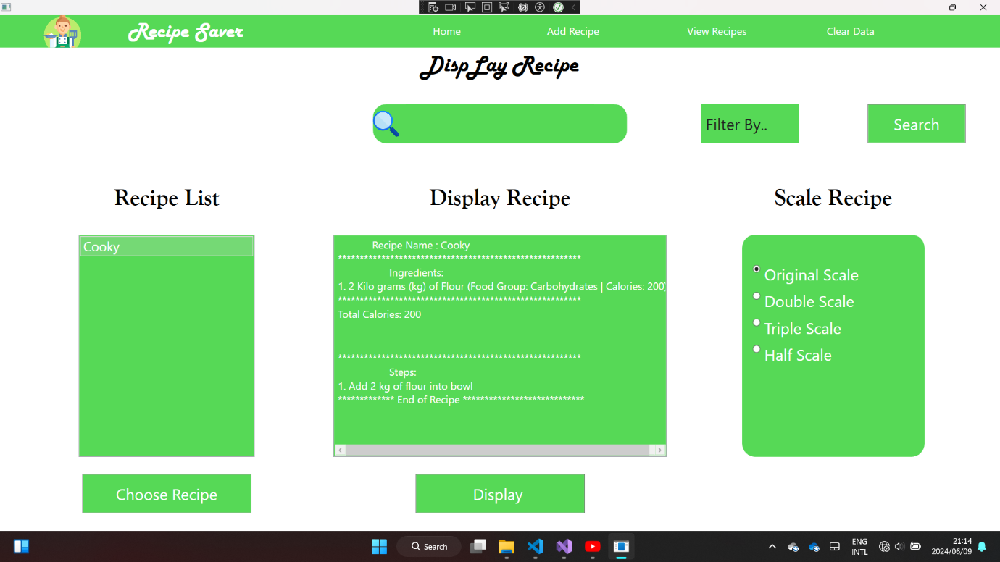 Recipe Saver
Home
Add Recipe
View Recipes
Clear Data
DispLay Recipe
Filter By..
Search
Recipe List
Display Recipe
Scale Recipe
Cooky
Recipe Name : Cooky
********************************************************
Ingredients:
1. 2 Kilo grams (kg) of Flour (Food Group: Carbohydrates | Calories: 200)
********************************************************
Total Calories: 200
********************************************************
Steps:
1. Add 2 kg of flour into bowl
************* End of Recipe ****************************
Original Scale
Double Scale
Triple Scale
Half Scale
Choose Recipe
Display
Search
ENG
INTL
21:14
2024/06/09